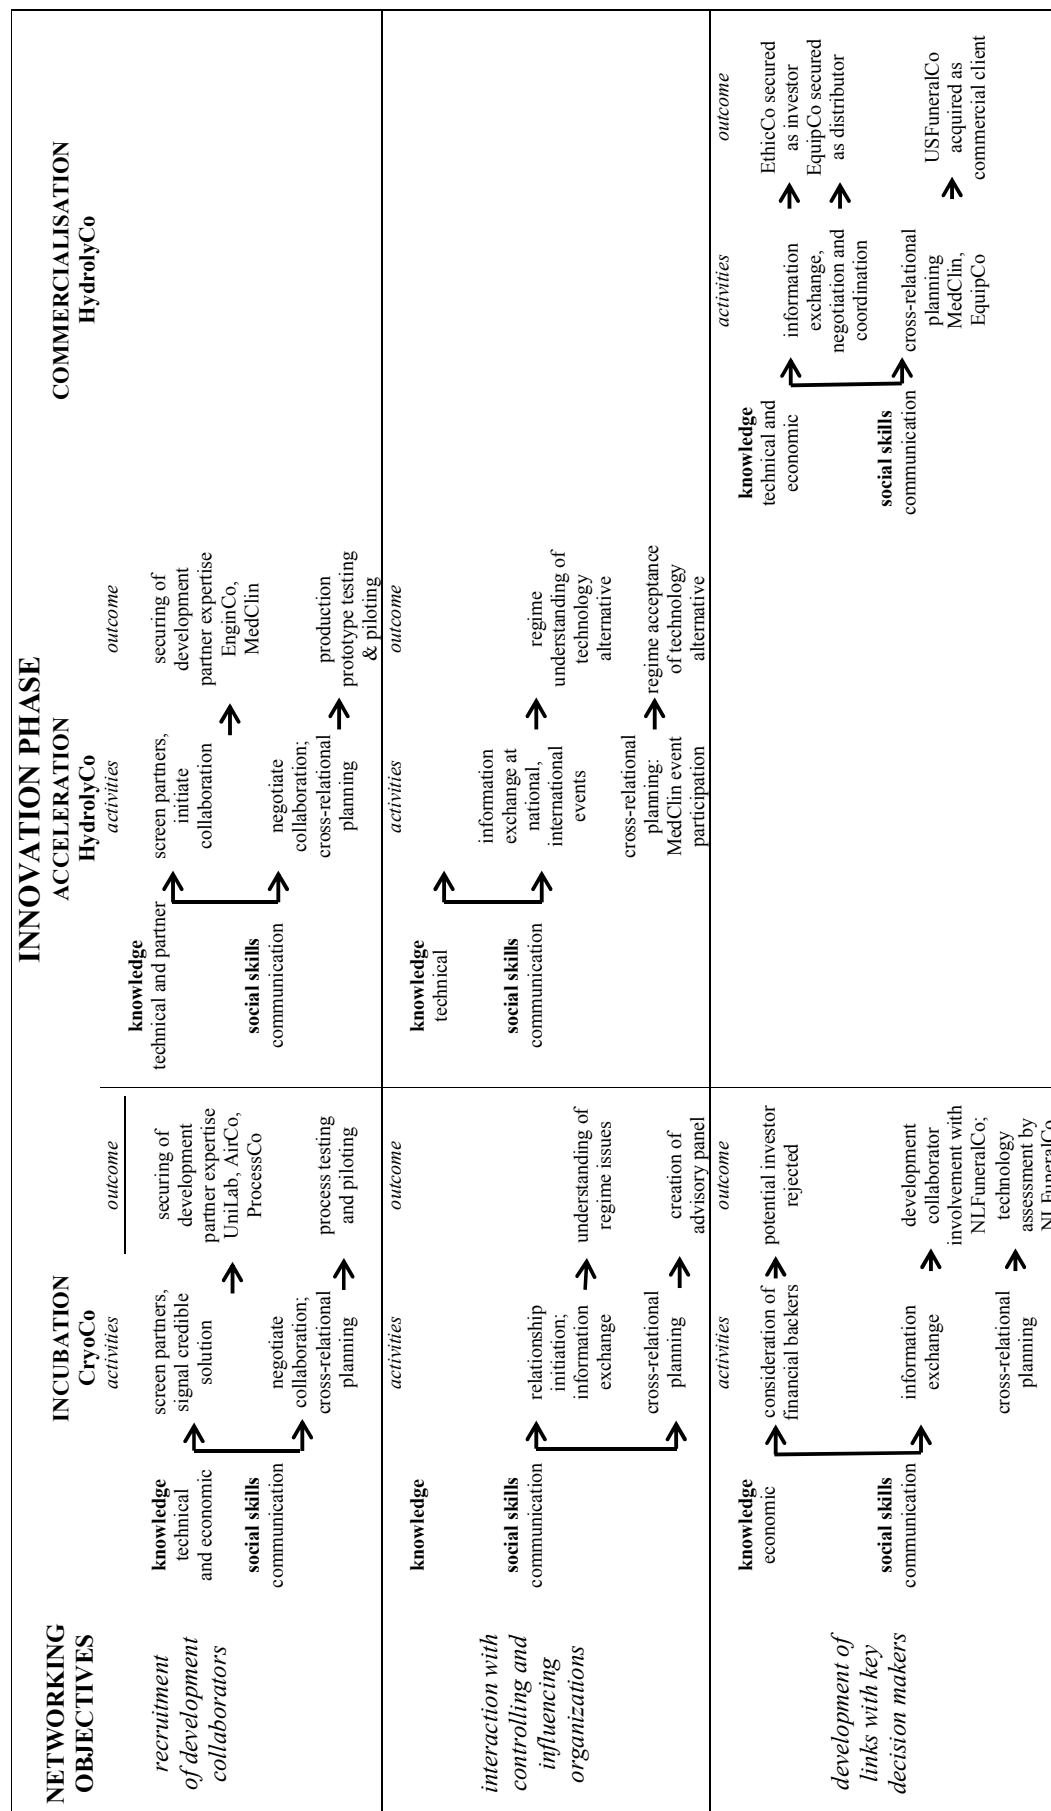 INNOVATION PHASE
NETWORKING
OBJECTIVES
INCUBATION
CryoCo
ACCELERATION
HydrolyCo
COMMERCIALISATION
HydrolyCo
activities
outcome
activities
outcome
recruitment
of development
collaborators
knowledge
technical
and economic
social skills
communication
screen partners,
signal credible
solution
negotiate
collaboration;
cross-relational
planning
securing of
development
partner expertise
UniLab, AirCo,
ProcessCo
process testing
and piloting
knowledge
technical and partner
social skills
communication
screen partners,
initiate
collaboration
negotiate
collaboration;
cross-relational
planning
securing of
development
partner expertise
EnginCo,
MedClin
production
prototype testing
& piloting
interaction with
controlling and
influencing
organizations
activities
outcome
activities
outcome
knowledge
social skills
communication
relationship
initiation;
information
exchange
cross-relational
planning
understanding of
regime issues
creation of
advisory panel
knowledge
technical
social skills
communication
information
exchange at
national,
international
events
cross-relational
planning:
MedClin event
participation
regime
understanding of
technology
alternative
regime acceptance
of technology
alternative
development of
links with key
decision makers
activities
outcome
activities
outcome
knowledge
economic
social skills
communication
consideration of
financial backers
information
exchange
cross-relational
planning
potential investor
rejected
development
collaborator
involvement with
NLFuneralCo;
technology
assessment by
NLFuneralCo
knowledge
technical and
economic
social skills
communication
information
exchange,
negotiation and
coordination
cross-relational
planning
MedClin,
EquipCo
EthicCo secured
as investor
EquipCo secured
as distributor
USFuneralCo
acquired as
commercial client